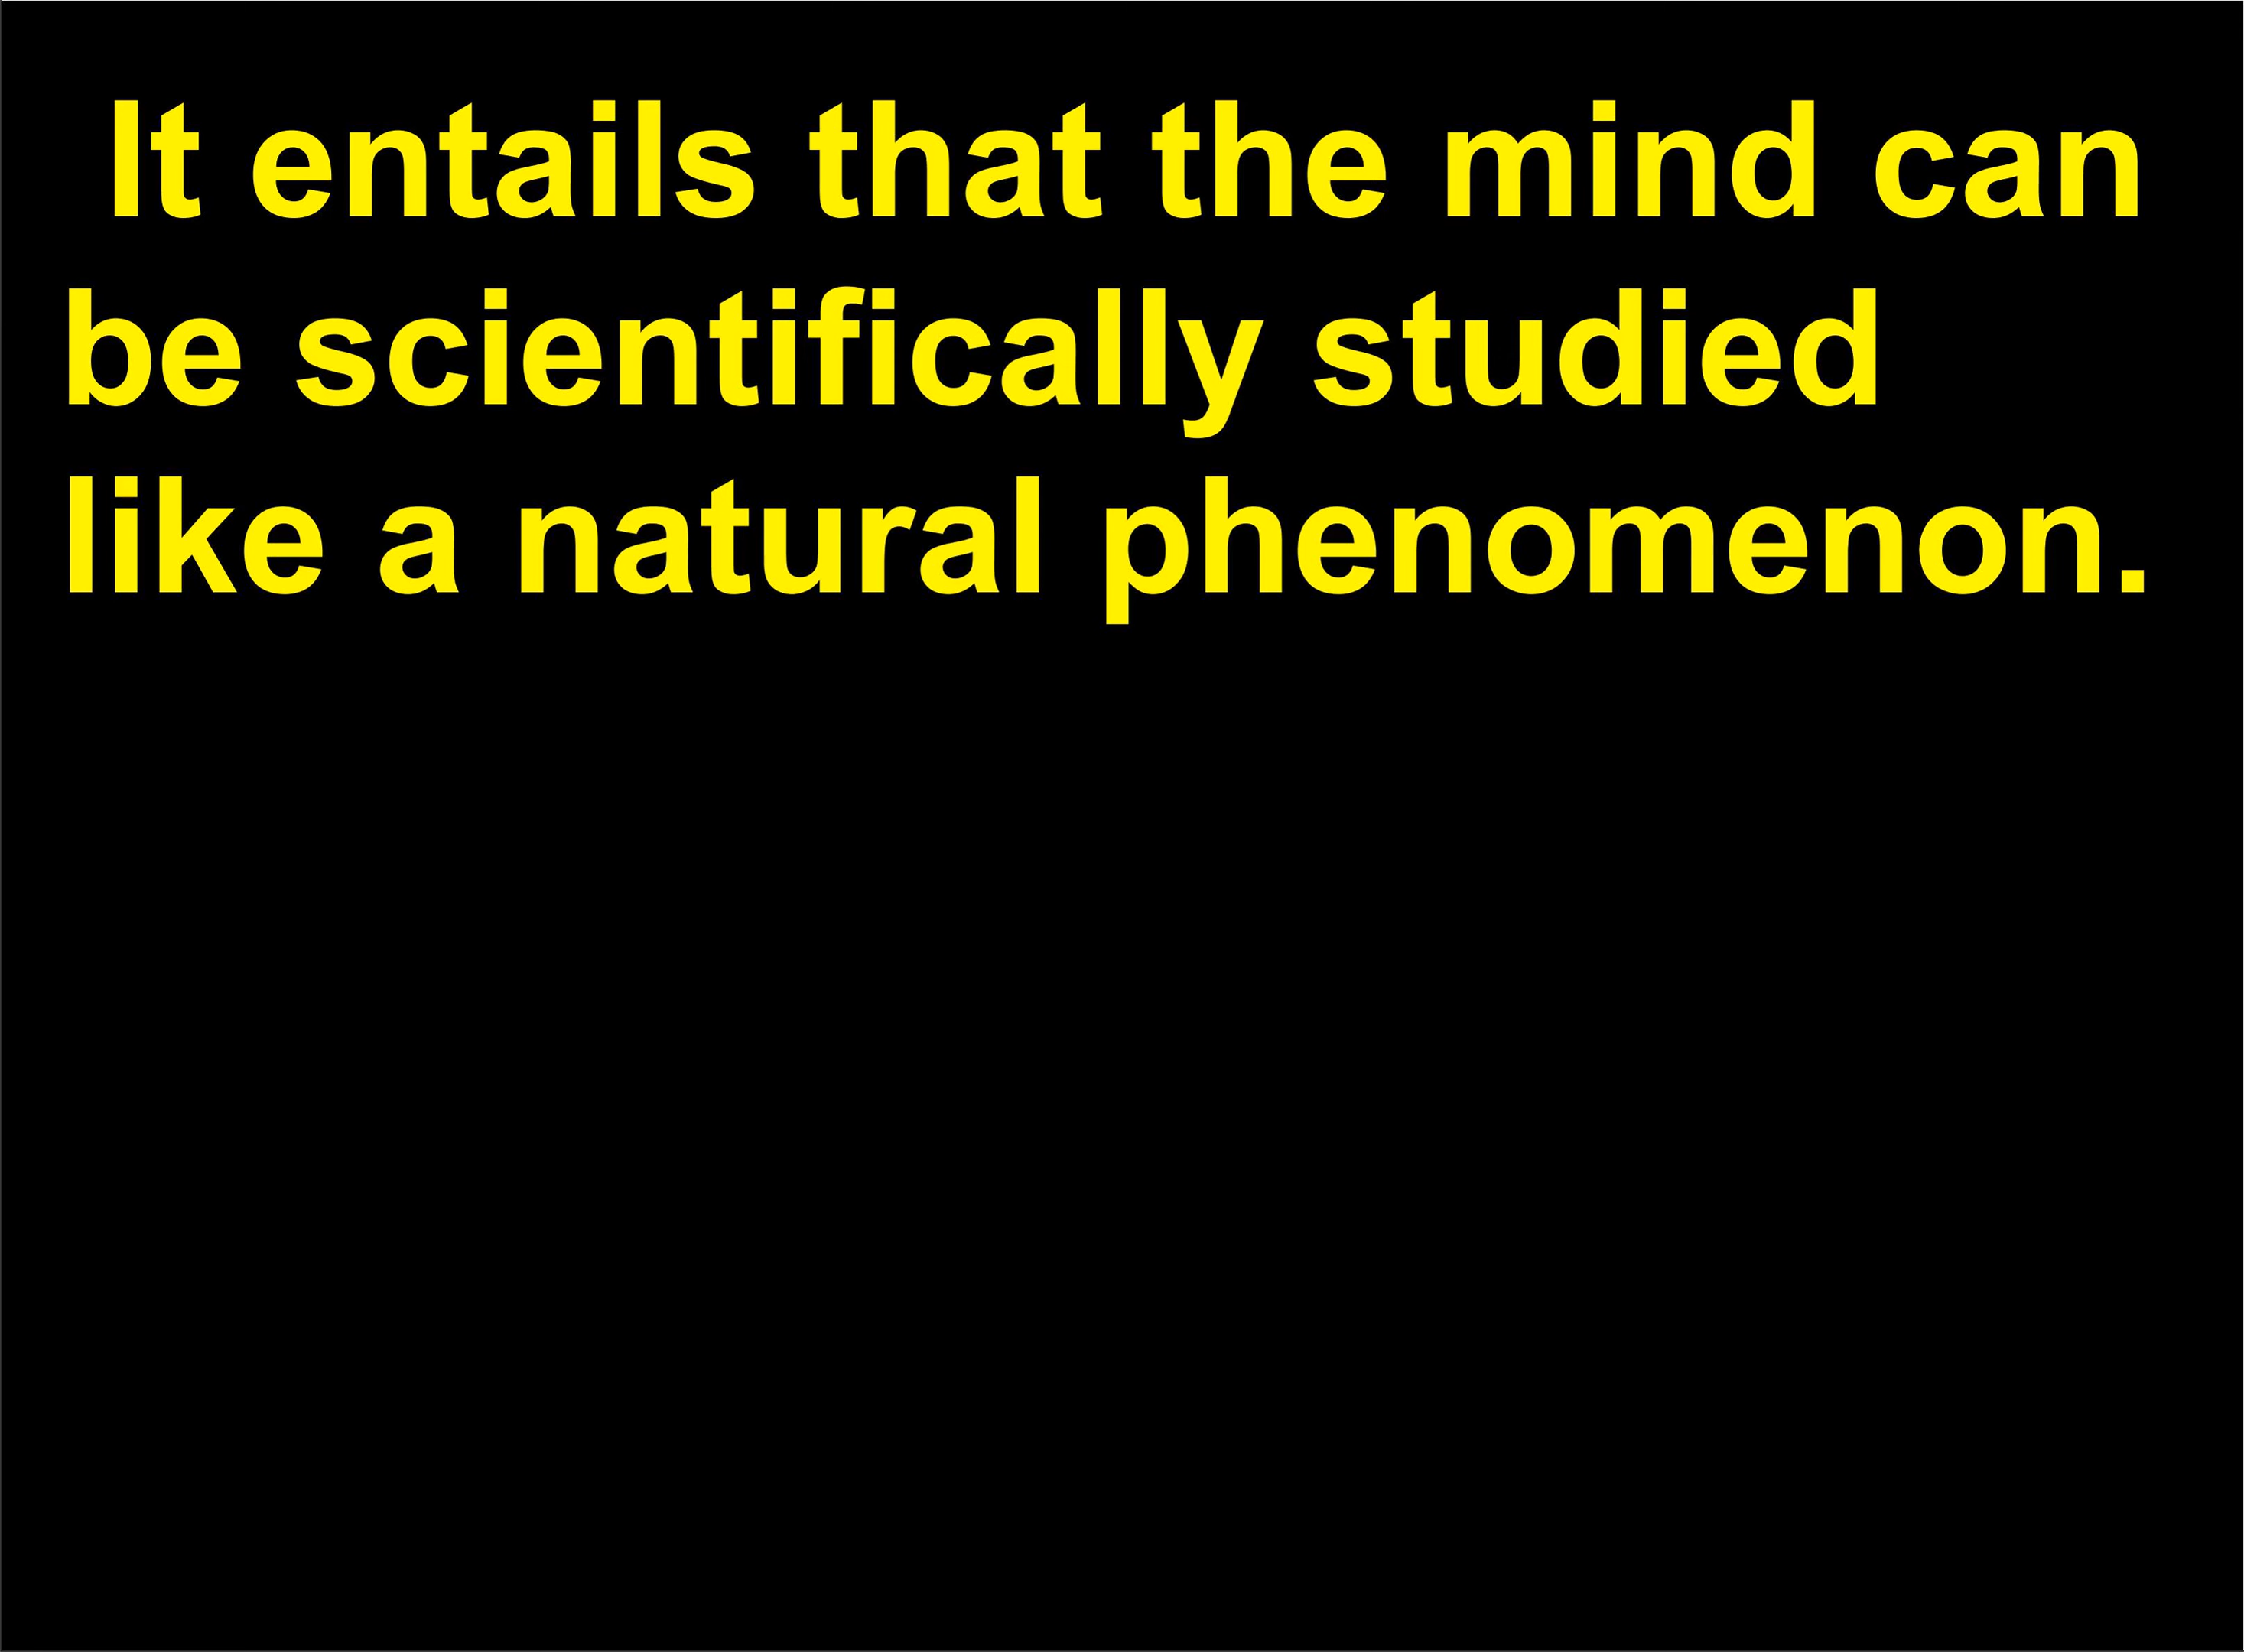 It entails that the mind can
be scientifically studied
like a natural phenomenon.